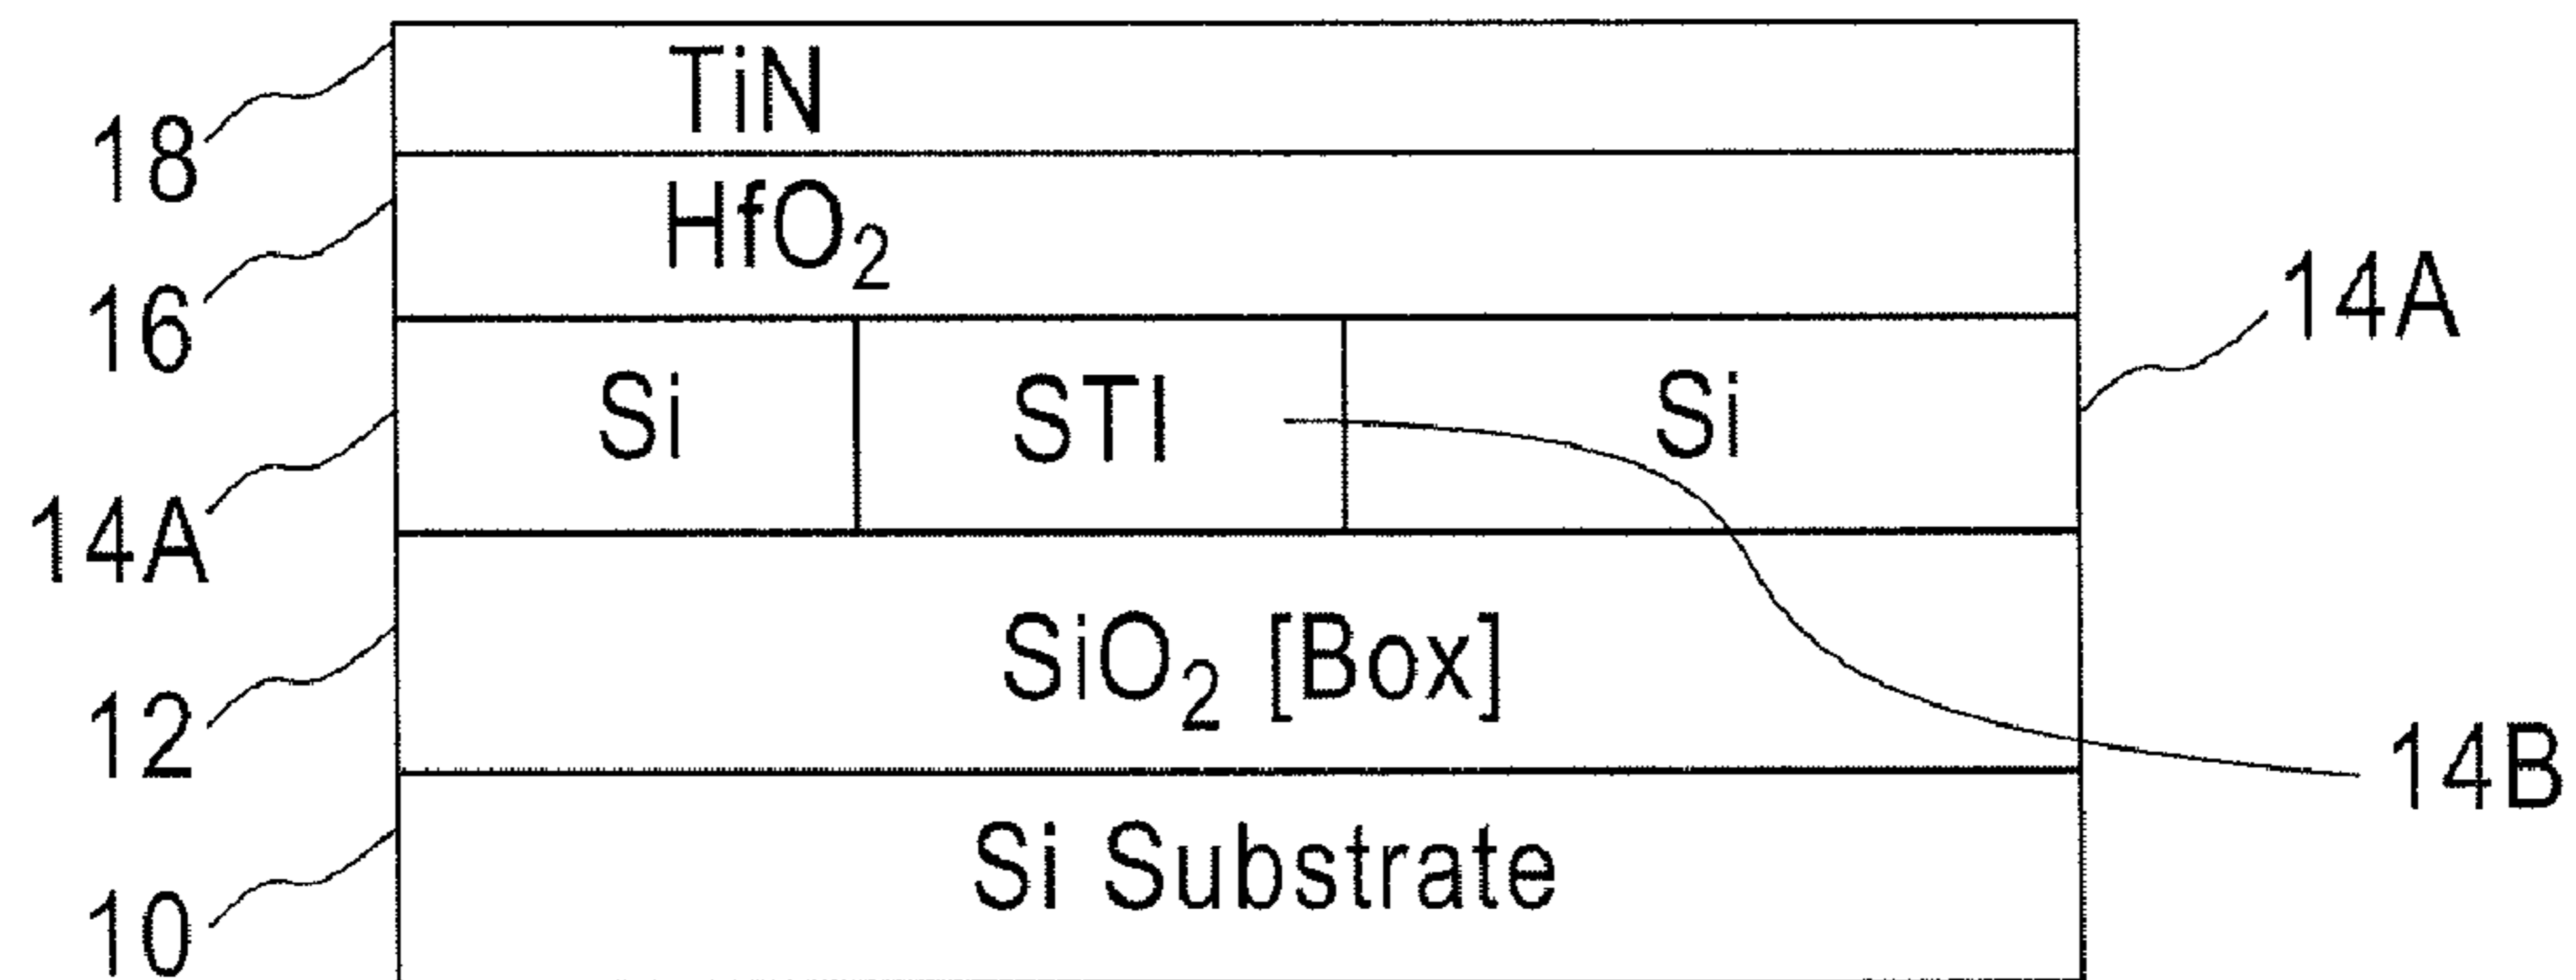 TiN
18
HfO₂
16
14A
Si STI Si
14A
SiO₂ [Box]
12
14B
Si Substrate
10